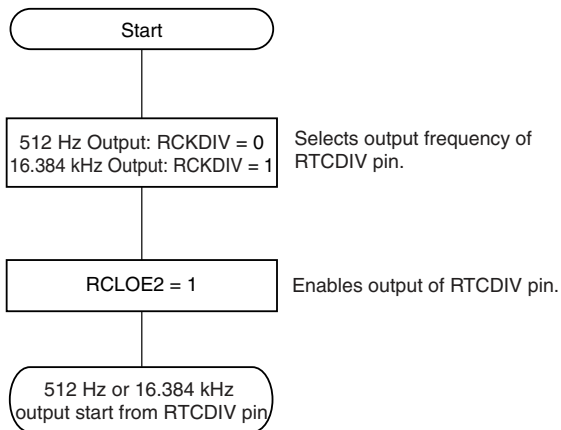 Start
512 Hz Output: RCKDIV = 0
16.384 kHz Output: RCKDIV = 1
Selects output frequency of
RTCDIV pin.
RCLOE2 = 1
Enables output of RTCDIV pin.
512 Hz or 16.384 kHz
output start from RTCDIV pin